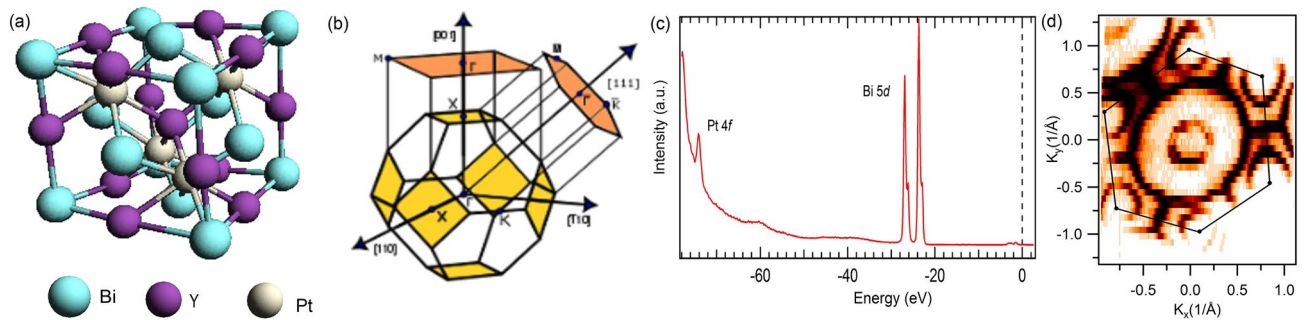 (a)
Bi
Y
Pt
(b)
[001]
M
Γ
M
[111]
Γ
K̄
X
X
Γ
K
[110]
[1̄10]
(c)
Intensity (a.u.)
Pt 4f
Bi 5d
-60
-40
-20
0
Energy (eV)
(d)
Ky(1/Å)
1.0
0.5
0.0
-0.5
-1.0
-0.5
0.0
0.5
1.0
Kx(1/Å)